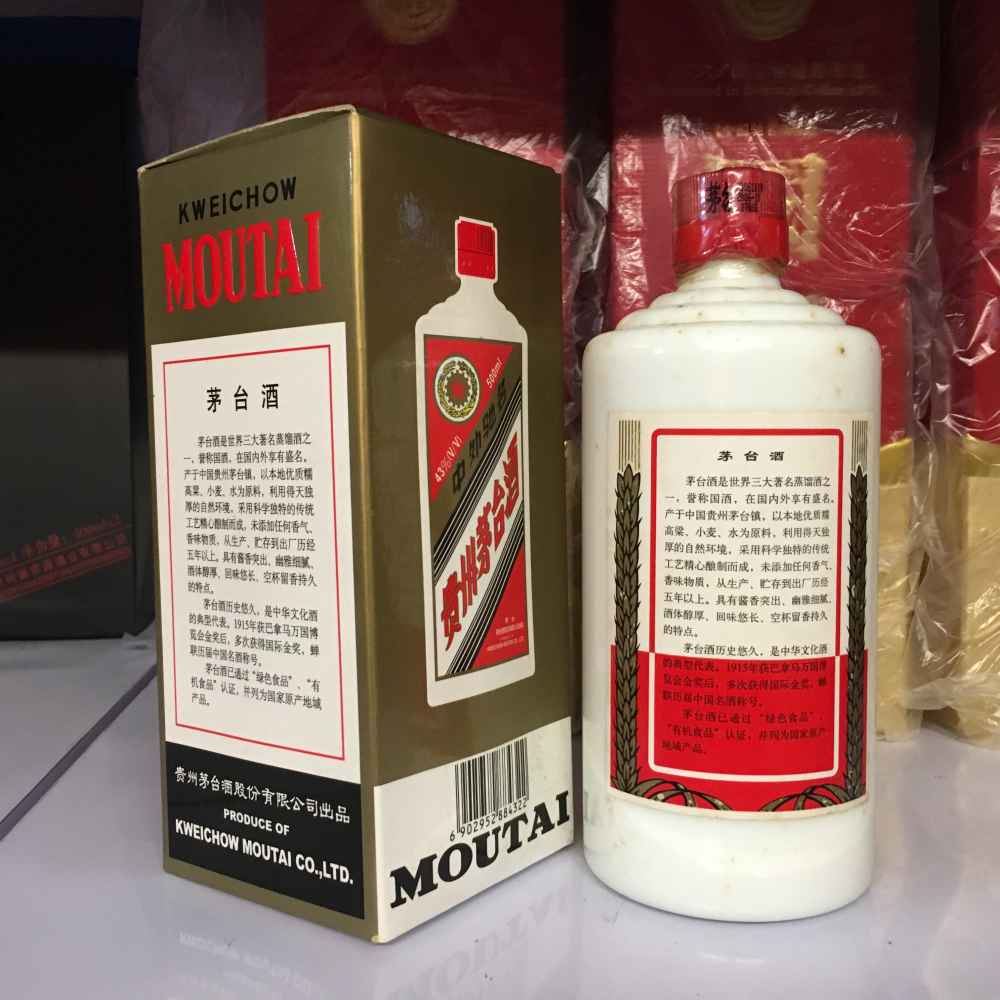 KWEICHOW
MOUTAI
茅台酒
茅台酒是世界三大著名蒸馏酒之
一，誉称国酒，在国内外享有盛名。
产于中国贵州茅台镇，以本地优质糯
高粱、小麦、水为原料，利用得天独
厚的自然环境，采用科学独特的传统
工艺精心酿制而成，未添加任何香气、
香味物质，从生产、贮存到出厂历经
五年以上。具有酱香突出、幽雅细腻、
酒体醇厚、回味悠长、空杯留香持久
的特点。
茅台酒历史悠久，是中华文化酒
的典型代表。1915年获巴拿马万国博
览会金奖后，多次获得国际金奖，蝉
联历届中国名酒称号。
茅台酒已通过“绿色食品”、“有
机食品”认证，并列为国家原产地域
产品。
贵州茅台酒股份有限公司出品
PRODUCE OF
KWEICHOW MOUTAI CO.,LTD.
500ml
43%(V/V)
贵州茅台酒
6 902952 884322
MOUTAI
茅台
茅台酒
茅台酒是世界三大著名蒸馏酒之
一，誉称国酒，在国内外享有盛名。
产于中国贵州茅台镇，以本地优质糯
高粱、小麦、水为原料，利用得天独
厚的自然环境，采用科学独特的传统
工艺精心酿制而成，未添加任何香气、
香味物质，从生产、贮存到出厂历经
五年以上。具有酱香突出、幽雅细腻、
酒体醇厚、回味悠长、空杯留香持久
的特点。
茅台酒历史悠久，是中华文化酒
的典型代表。1915年获巴拿马万国博
览会金奖后，多次获得国际金奖，蝉
联历届中国名酒称号。
茅台酒已通过“绿色食品”、
“有机食品”认证，并列为国家原产
地域产品。